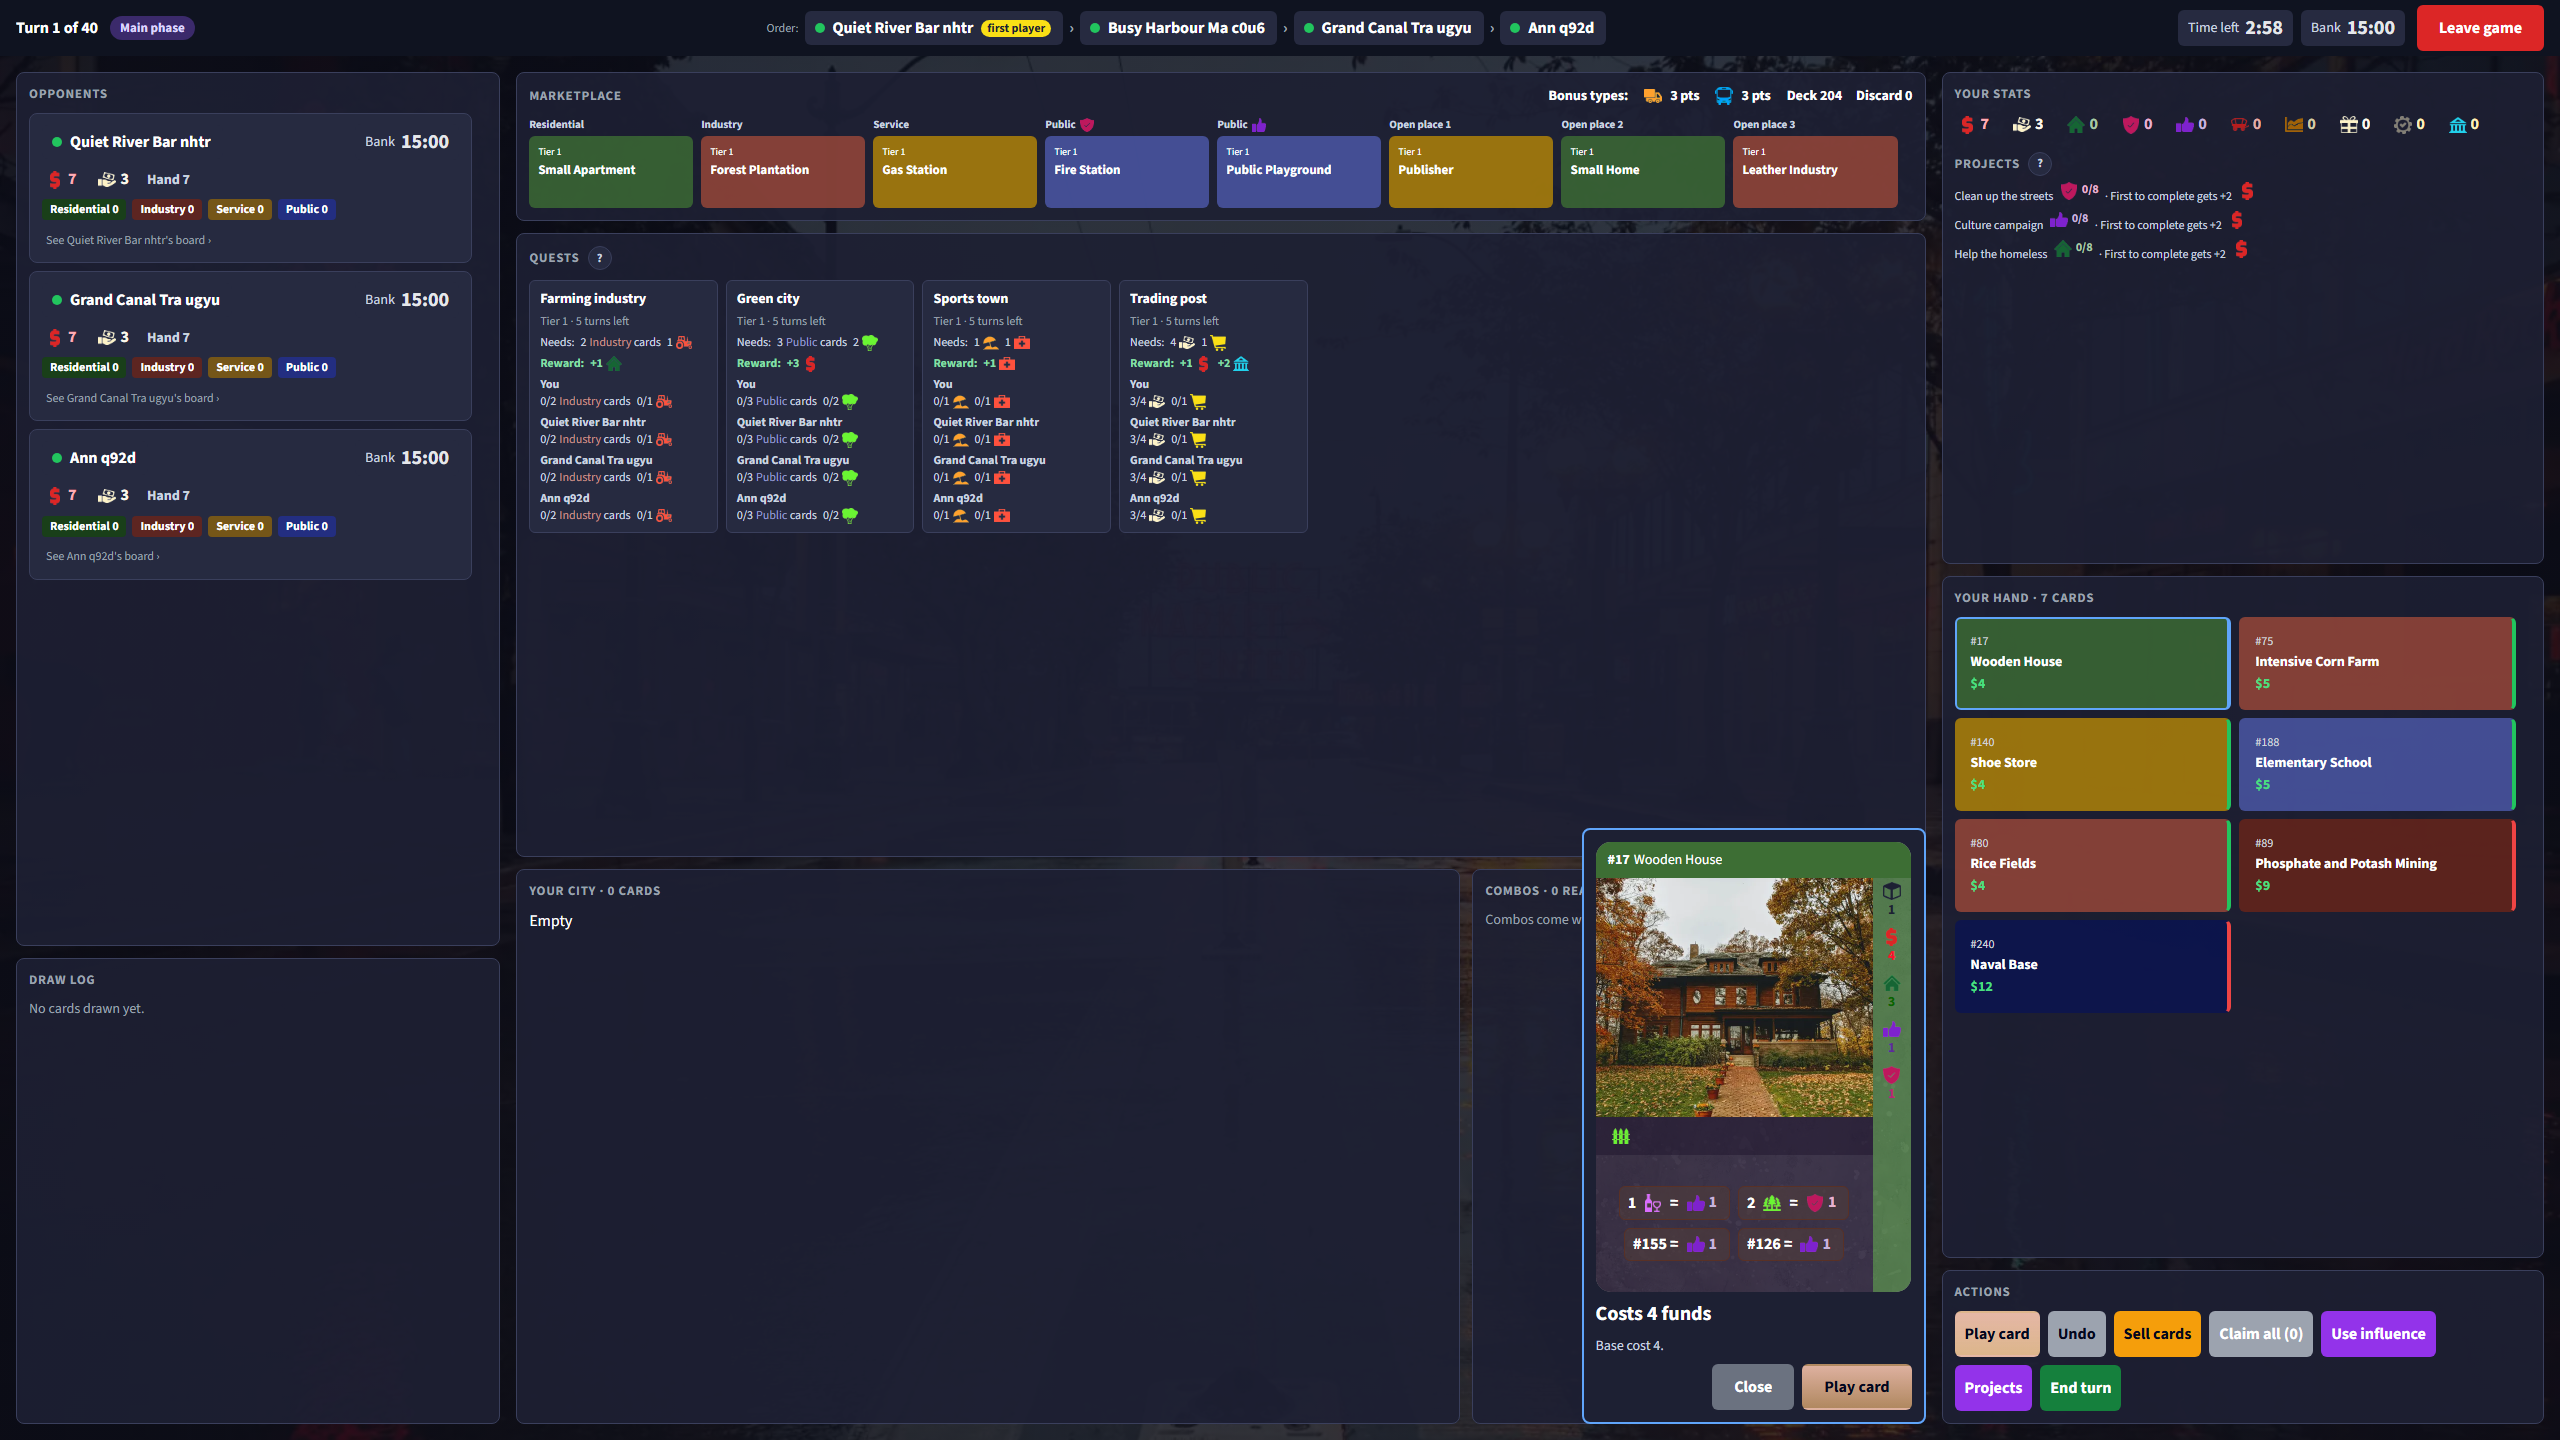 Turn 1 of 40 Main phase
Order: Quiet River Bar nhtr first player › Busy Harbour Ma c0u6 › Grand Canal Tra ugyu › Ann q92d
Time left 2:58 Bank 15:00 Leave game
OPPONENTS
Quiet River Bar nhtr Bank 15:00
7 3 Hand 7
Residential 0 Industry 0 Service 0 Public 0
See Quiet River Bar nhtr's board ›
Grand Canal Tra ugyu Bank 15:00
7 3 Hand 7
Residential 0 Industry 0 Service 0 Public 0
See Grand Canal Tra ugyu's board ›
Ann q92d Bank 15:00
7 3 Hand 7
Residential 0 Industry 0 Service 0 Public 0
See Ann q92d's board ›
DRAW LOG
No cards drawn yet.
MARKETPLACE
Bonus types: 3 pts 3 pts Deck 204 Discard 0
Residential Industry Service Public Public Open place 1 Open place 2 Open place 3
Tier 1 Tier 1 Tier 1 Tier 1 Tier 1 Tier 1 Tier 1 Tier 1
Small Apartment Forest Plantation Gas Station Fire Station Public Playground Publisher Small Home Leather Industry
QUESTS ?
Farming industry
Tier 1 · 5 turns left
Needs: 2 Industry cards 1
Reward: +1
You
0/2 Industry cards 0/1
Quiet River Bar nhtr
0/2 Industry cards 0/1
Grand Canal Tra ugyu
0/2 Industry cards 0/1
Ann q92d
0/2 Industry cards 0/1
Green city
Tier 1 · 5 turns left
Needs: 3 Public cards 2
Reward: +3
You
0/3 Public cards 0/2
Quiet River Bar nhtr
0/3 Public cards 0/2
Grand Canal Tra ugyu
0/3 Public cards 0/2
Ann q92d
0/3 Public cards 0/2
Sports town
Tier 1 · 5 turns left
Needs: 1 1
Reward: +1
You
0/1 0/1
Quiet River Bar nhtr
0/1 0/1
Grand Canal Tra ugyu
0/1 0/1
Ann q92d
0/1 0/1
Trading post
Tier 1 · 5 turns left
Needs: 4 1
Reward: +1 +2
You
3/4 0/1
Quiet River Bar nhtr
3/4 0/1
Grand Canal Tra ugyu
3/4 0/1
Ann q92d
3/4 0/1
YOUR CITY · 0 CARDS
Empty
COMBOS · 0 REA
Combos come w
#17 Wooden House
1
4
3
1
1
1 = 1 2 = 1
#155 = 1 #126 = 1
Costs 4 funds
Base cost 4.
Close Play card
YOUR STATS
7 3 0 0 0 0 0 0 0 0
PROJECTS ?
Clean up the streets 0/8 · First to complete gets +2
Culture campaign 0/8 · First to complete gets +2
Help the homeless 0/8 · First to complete gets +2
YOUR HAND · 7 CARDS
#17
Wooden House
$4
#75
Intensive Corn Farm
$5
#140
Shoe Store
$4
#188
Elementary School
$5
#80
Rice Fields
$4
#89
Phosphate and Potash Mining
$9
#240
Naval Base
$12
ACTIONS
Play card Undo Sell cards Claim all (0) Use influence
Projects End turn